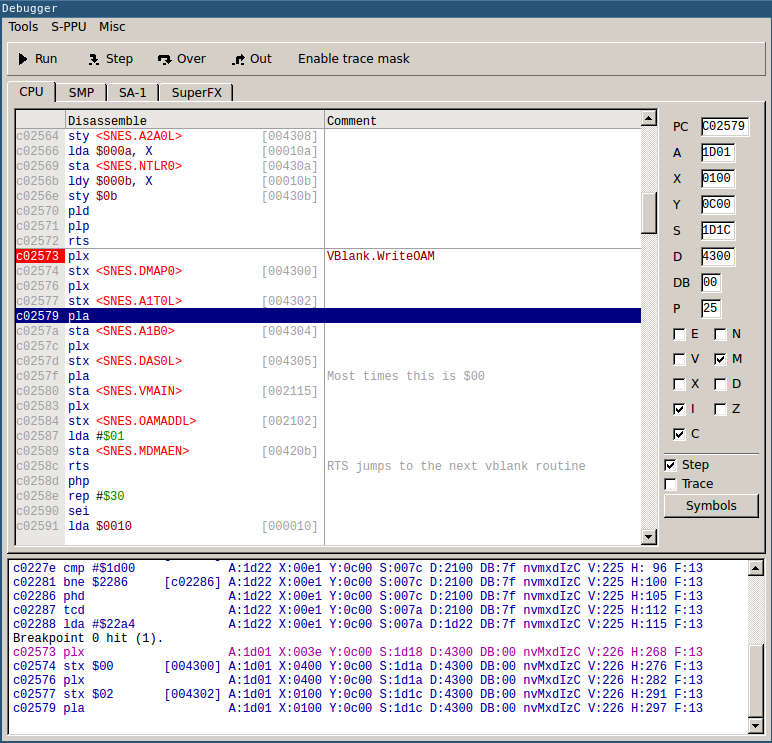 Debugger
Tools S-PPU Misc
Run Step Over Out Enable trace mask
CPU SMP SA-1 SuperFX
Disassemble Comment
c02564 sty <SNES.A2A0L> [004308]
c02566 lda $000a, X [00010a]
c02569 sta <SNES.NTLR0> [00430a]
c0256b ldy $000b, X [00010b]
c0256e sty $0b [00430b]
c02570 pld
c02571 plp
c02572 rts
c02573 plx VBlank.WriteOAM
c02574 stx <SNES.DMAP0> [004300]
c02576 plx
c02577 stx <SNES.A1T0L> [004302]
c02579 pla
c0257a sta <SNES.A1B0> [004304]
c0257c plx
c0257d stx <SNES.DAS0L> [004305]
c0257f pla Most times this is $00
c02580 sta <SNES.VMAIN> [002115]
c02583 plx
c02584 stx <SNES.OAMADDL> [002102]
c02587 lda #$01
c02589 sta <SNES.MDMAEN> [00420b]
c0258c rts RTS jumps to the next vblank routine
c0258d php
c0258e rep #$30
c02590 sei
c02591 lda $0010 [000010]
PC C02579
A 1D01
X 0100
Y 0C00
S 1D1C
D 4300
DB 00
P 25
E N
V M
X D
I Z
C
Step
Trace
Symbols
c0227e cmp #$1d00 A:1d22 X:00e1 Y:0c00 S:007c D:2100 DB:7f nvmxdIzC V:225 H: 96 F:13
c02281 bne $2286 [c02286] A:1d22 X:00e1 Y:0c00 S:007c D:2100 DB:7f nvmxdIzC V:225 H:100 F:13
c02286 phd A:1d22 X:00e1 Y:0c00 S:007c D:2100 DB:7f nvmxdIzC V:225 H:105 F:13
c02287 tcd A:1d22 X:00e1 Y:0c00 S:007a D:2100 DB:7f nvmxdIzC V:225 H:112 F:13
c02288 lda #$22a4 A:1d22 X:00e1 Y:0c00 S:007a D:1d22 DB:7f nvmxdIzC V:225 H:115 F:13
Breakpoint 0 hit (1).
c02573 plx A:1d01 X:003e Y:0c00 S:1d18 D:4300 DB:00 nvMxdIzC V:226 H:268 F:13
c02574 stx $00 [004300] A:1d01 X:0400 Y:0c00 S:1d1a D:4300 DB:00 nvMxdIzC V:226 H:276 F:13
c02576 plx A:1d01 X:0400 Y:0c00 S:1d1a D:4300 DB:00 nvMxdIzC V:226 H:282 F:13
c02577 stx $02 [004302] A:1d01 X:0100 Y:0c00 S:1d1c D:4300 DB:00 nvMxdIzC V:226 H:291 F:13
c02579 pla A:1d01 X:0100 Y:0c00 S:1d1c D:4300 DB:00 nvMxdIzC V:226 H:297 F:13